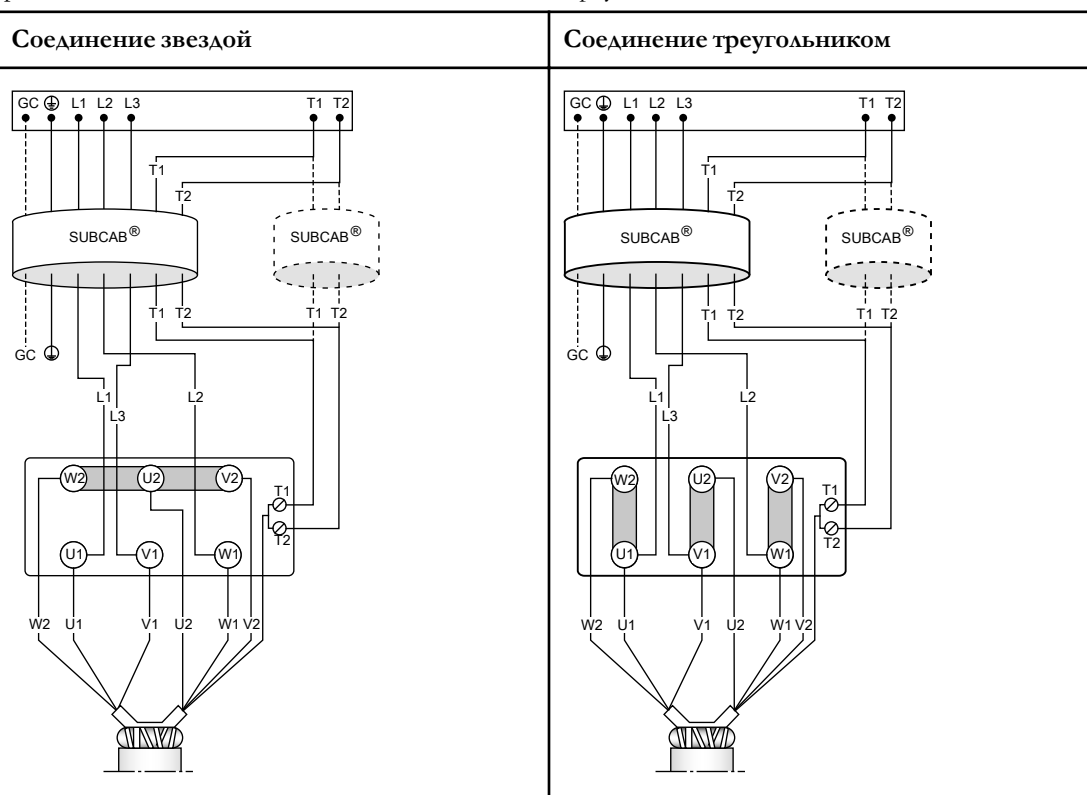 Соединение звездой
Соединение треугольником
GC L1 L2 L3 T1 T2
T1
T2
SUBCAB®
SUBCAB®
T1 T2
T1 T2
GC
L1
L2
L3
W2 U2 V2
T1
T2
U1 V1 W1
W2 U1 V1 U2 W1 V2
GC L1 L2 L3 T1 T2
T1
T2
SUBCAB®
SUBCAB®
T1 T2
T1 T2
GC
L1
L2
L3
W2 U2 V2
T1
T2
U1 V1 W1
W2 U1 V1 U2 W1 V2